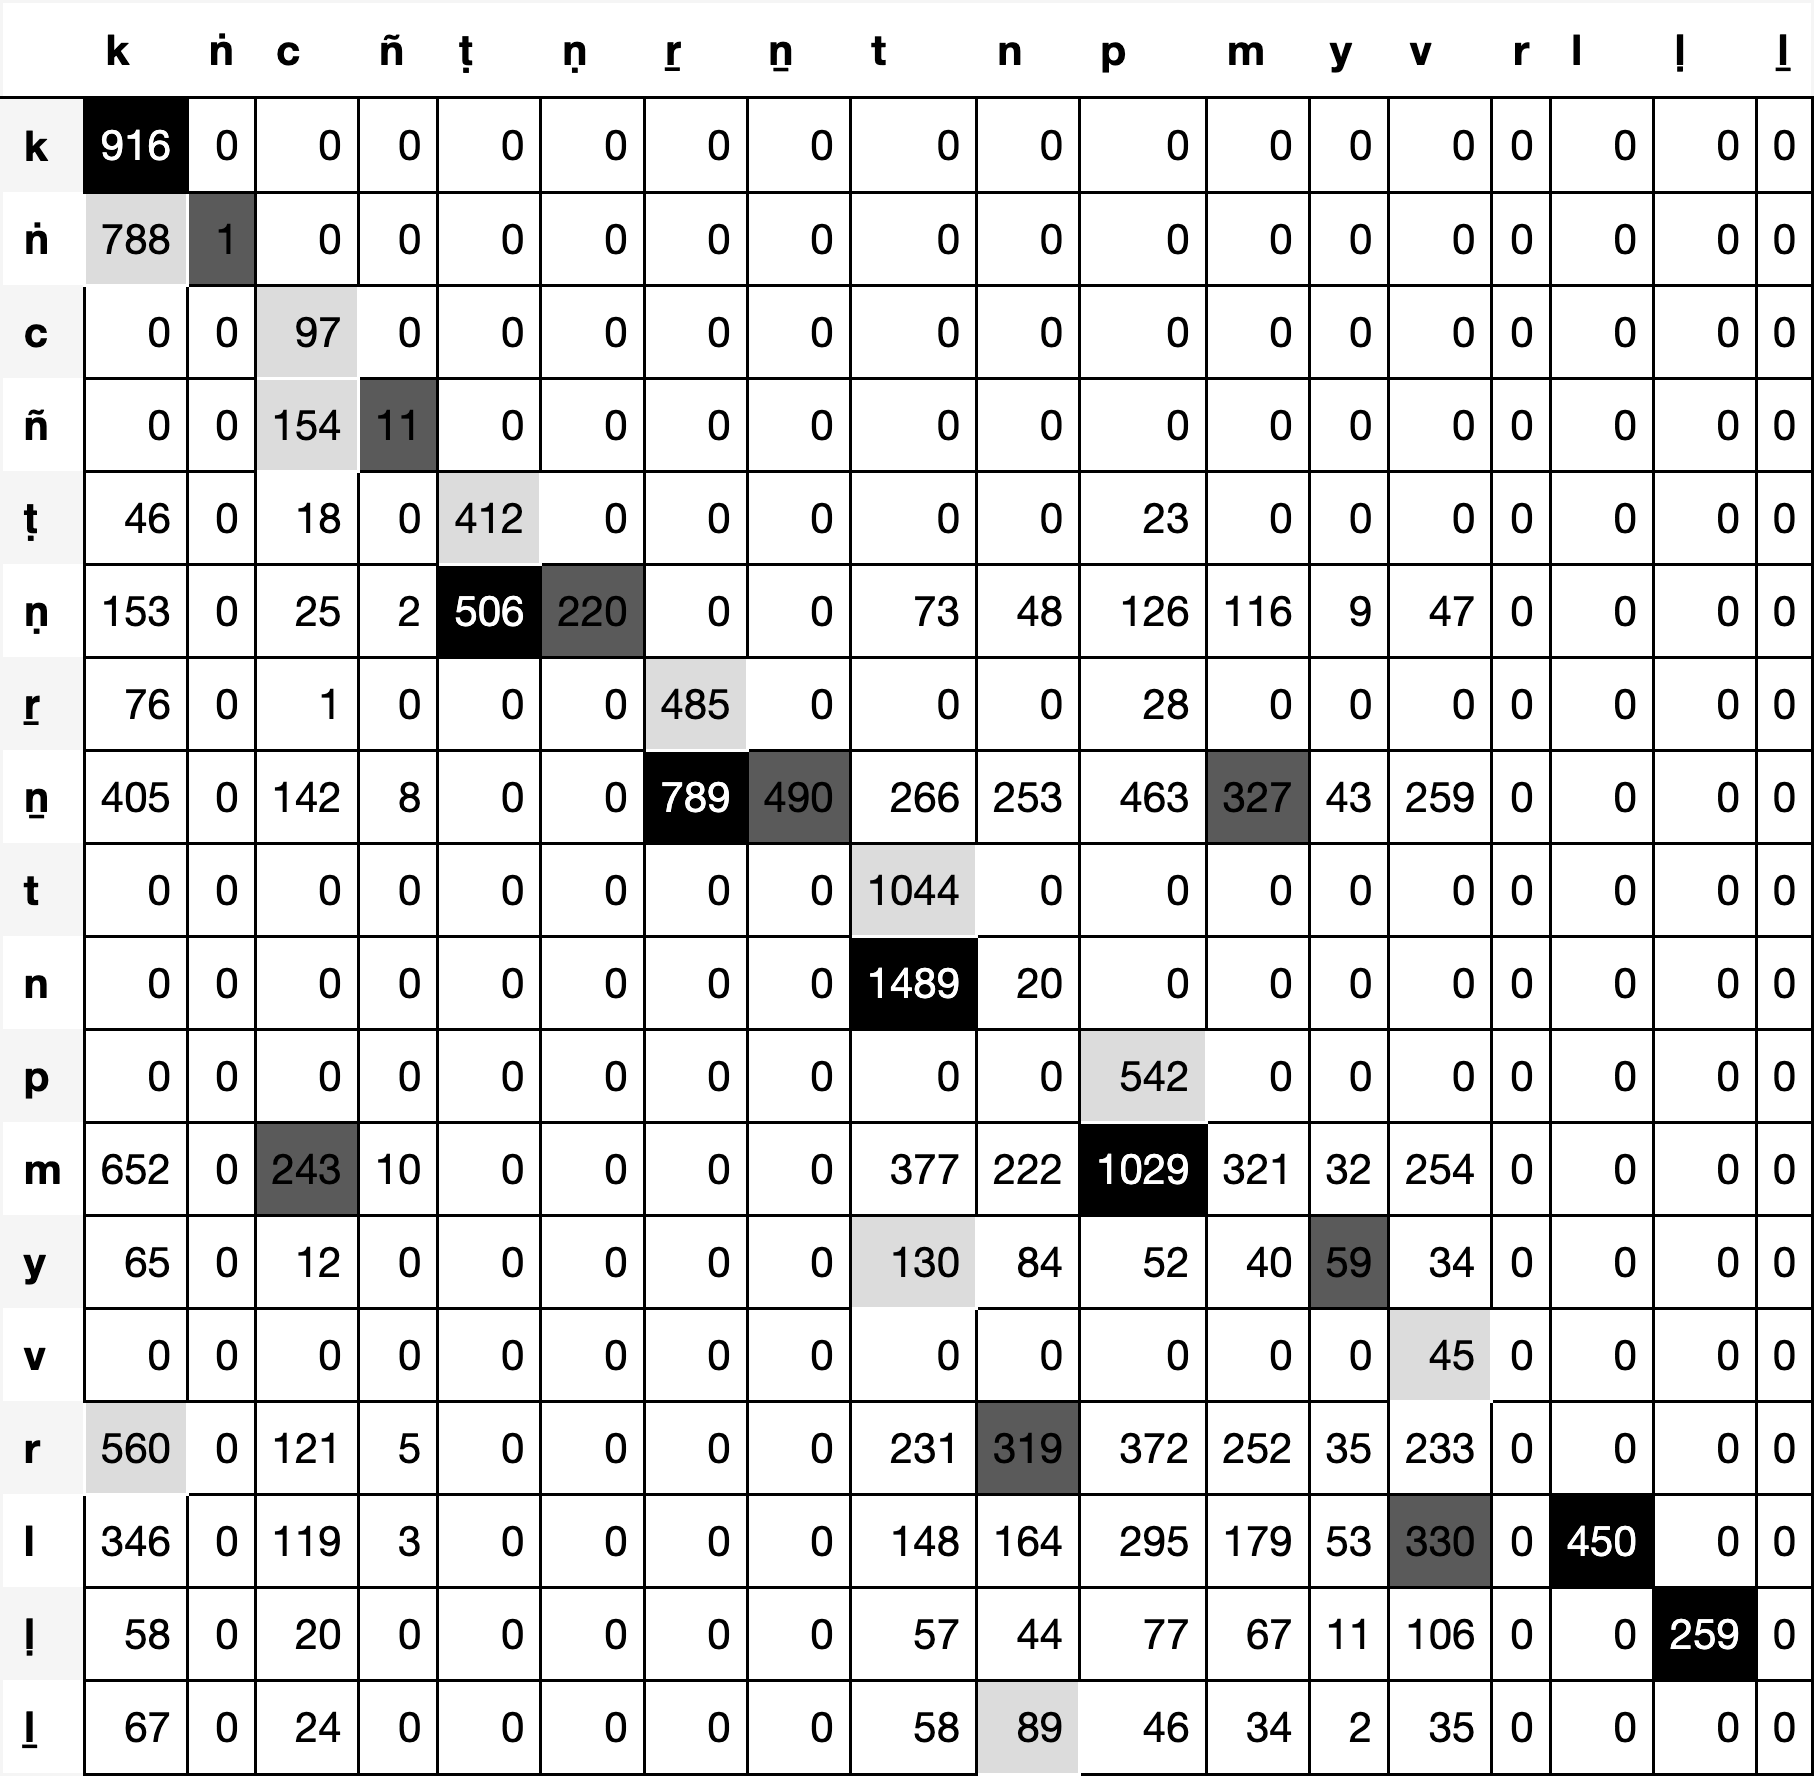 k ṅ c ñ ṭ ṇ ṟ ṉ t n p m y v r l ḷ ḻ
k 916 0 0 0 0 0 0 0 0 0 0 0 0 0 0 0 0 0
ṅ 788 1 0 0 0 0 0 0 0 0 0 0 0 0 0 0 0 0
c 0 0 97 0 0 0 0 0 0 0 0 0 0 0 0 0 0 0
ñ 0 0 154 11 0 0 0 0 0 0 0 0 0 0 0 0 0 0
ṭ 46 0 18 0 412 0 0 0 0 0 23 0 0 0 0 0 0 0
ṇ 153 0 25 2 506 220 0 0 73 48 126 116 9 47 0 0 0 0
ṟ 76 0 1 0 0 0 485 0 0 0 28 0 0 0 0 0 0 0
ṉ 405 0 142 8 0 0 789 490 266 253 463 327 43 259 0 0 0 0
t 0 0 0 0 0 0 0 0 1044 0 0 0 0 0 0 0 0 0
n 0 0 0 0 0 0 0 0 1489 20 0 0 0 0 0 0 0 0
p 0 0 0 0 0 0 0 0 0 0 542 0 0 0 0 0 0 0
m 652 0 243 10 0 0 0 0 377 222 1029 321 32 254 0 0 0 0
y 65 0 12 0 0 0 0 0 130 84 52 40 59 34 0 0 0 0
v 0 0 0 0 0 0 0 0 0 0 0 0 0 45 0 0 0 0
r 560 0 121 5 0 0 0 0 231 319 372 252 35 233 0 0 0 0
l 346 0 119 3 0 0 0 0 148 164 295 179 53 330 0 450 0 0
ḷ 58 0 20 0 0 0 0 0 57 44 77 67 11 106 0 0 259 0
ḻ 67 0 24 0 0 0 0 0 58 89 46 34 2 35 0 0 0 0